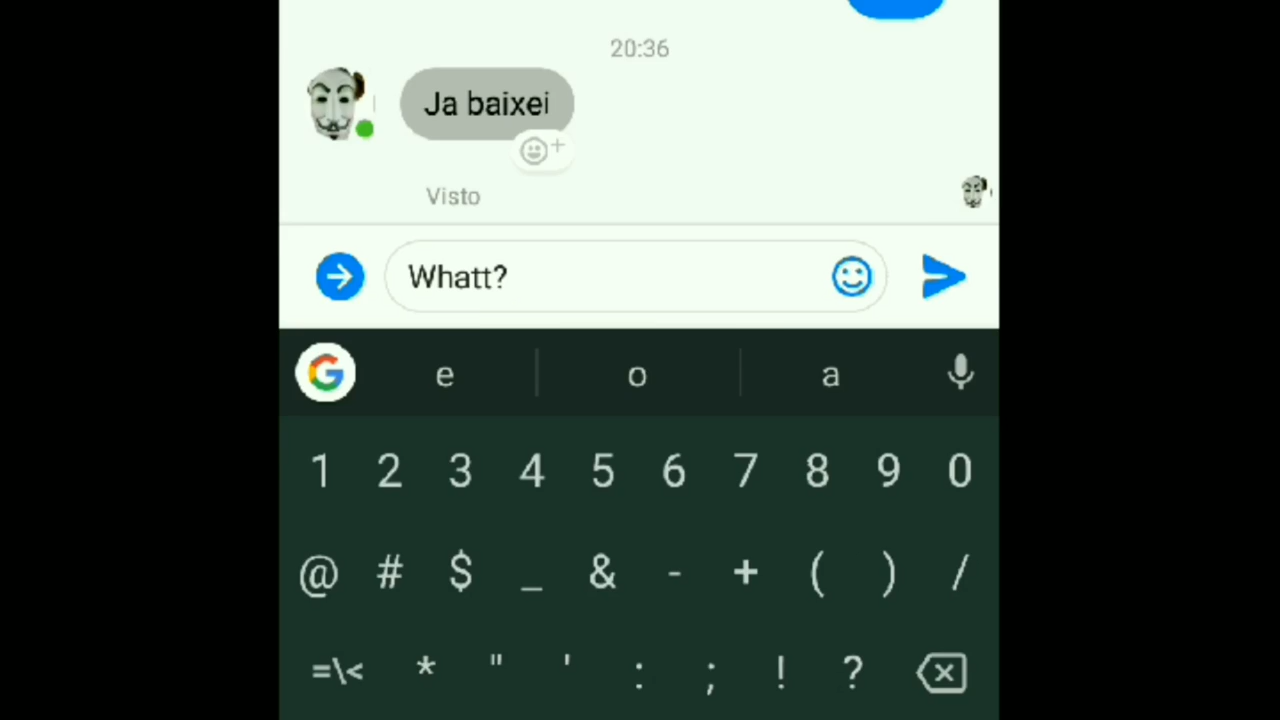 20:36
Ja baixei
Visto
Whatt?
e o a
1 2 3 4 5 6 7 8 9 0
@ # $ _ & - + ( ) /
=\< * " ' : ; ! ?